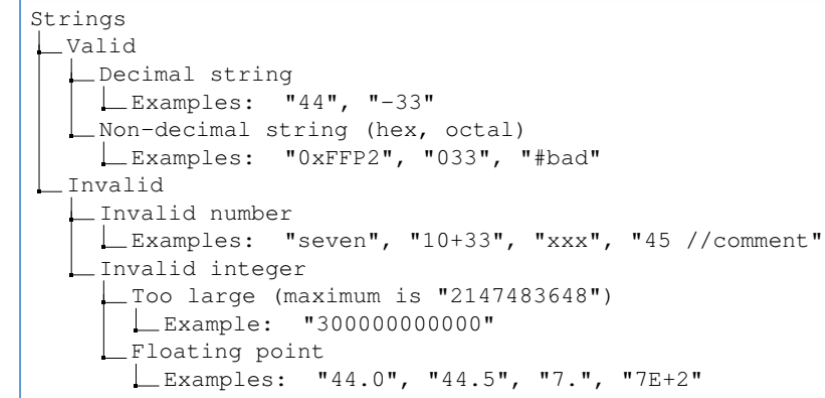 Strings
Valid
Decimal string
Examples: "44", "-33"
Non-decimal string (hex, octal)
Examples: "0xFFP2", "033", "#bad"
Invalid
Invalid number
Examples: "seven", "10+33", "xxx", "45 //comment"
Invalid integer
Too large (maximum is "2147483648")
Example: "300000000000"
Floating point
Examples: "44.0", "44.5", "7.", "7E+2"